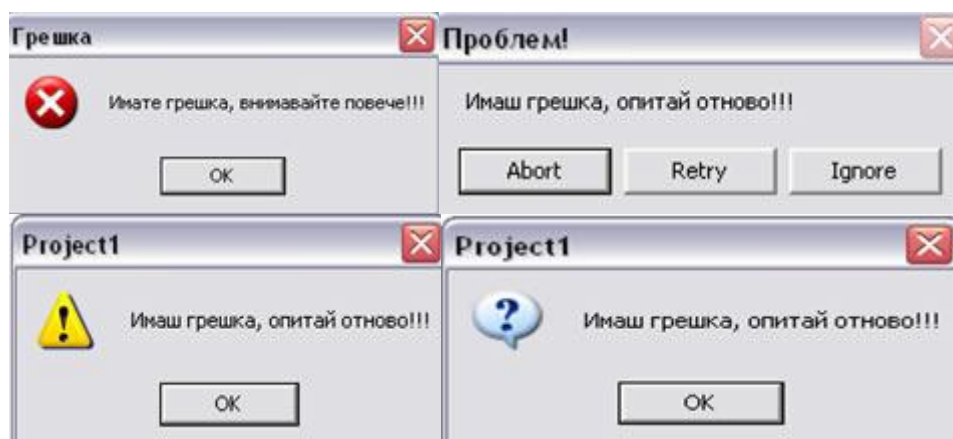 Грешка
Имате грешка, внимавайте повече!!!
OK
Проблем!
Имаш грешка, опитай отново!!!
Abort Retry Ignore
Project1
Имаш грешка, опитай отново!!!
OK
Project1
Имаш грешка, опитай отново!!!
OK